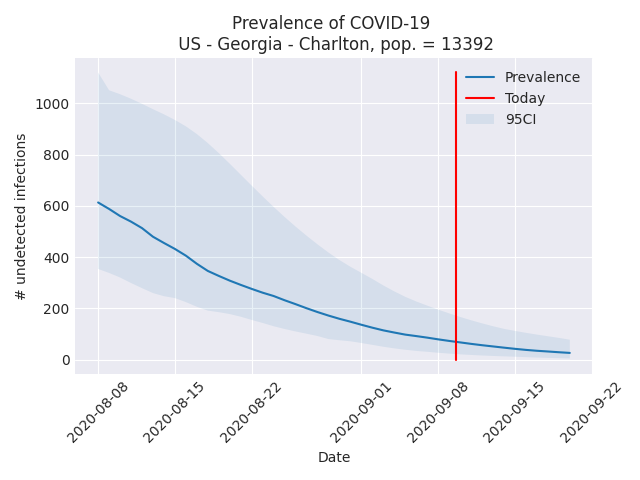 Prevalence of COVID-19
US - Georgia - Charlton, pop. = 13392
Prevalence
Today
95CI
# undetected infections
1000
800
600
400
200
0
2020-08-08
2020-08-15
2020-08-22
2020-09-01
2020-09-08
2020-09-15
2020-09-22
Date